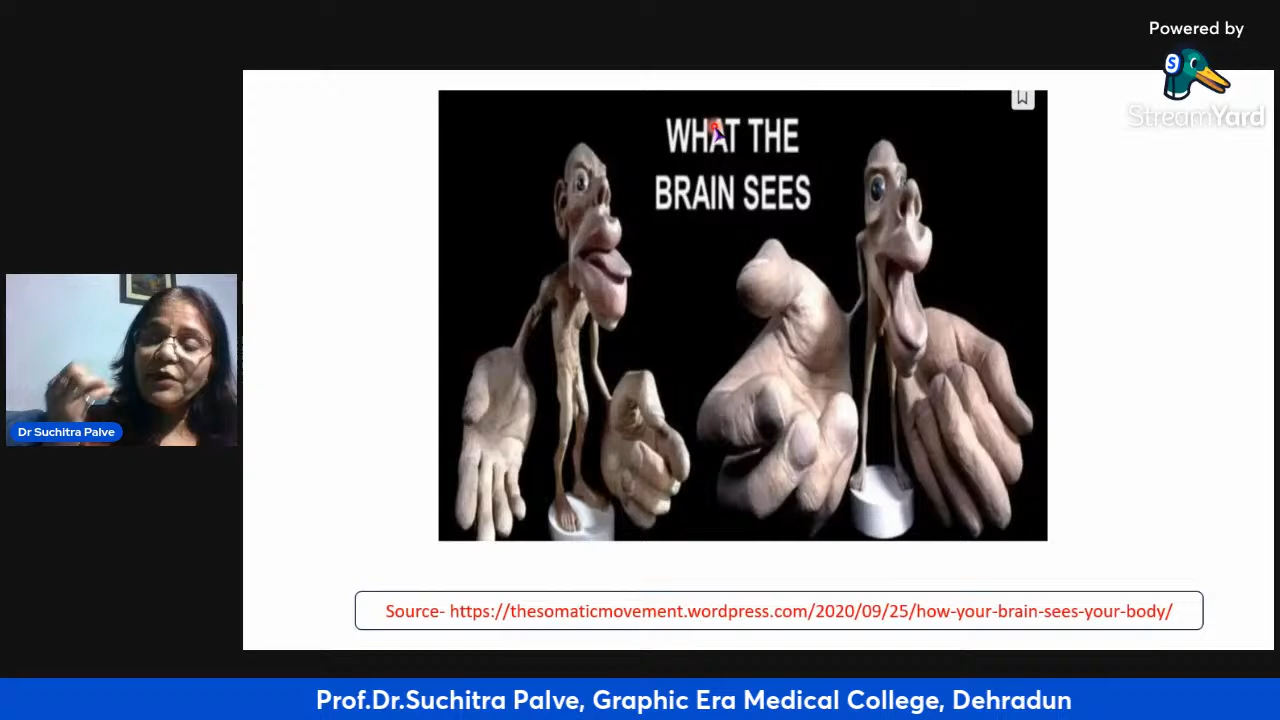 Powered by
S
StreamYard
WHAT THE
BRAIN SEES
Dr Suchitra Palve
Source- https://thesomaticmovement.wordpress.com/2020/09/25/how-your-brain-sees-your-body/
Prof.Dr.Suchitra Palve, Graphic Era Medical College, Dehradun